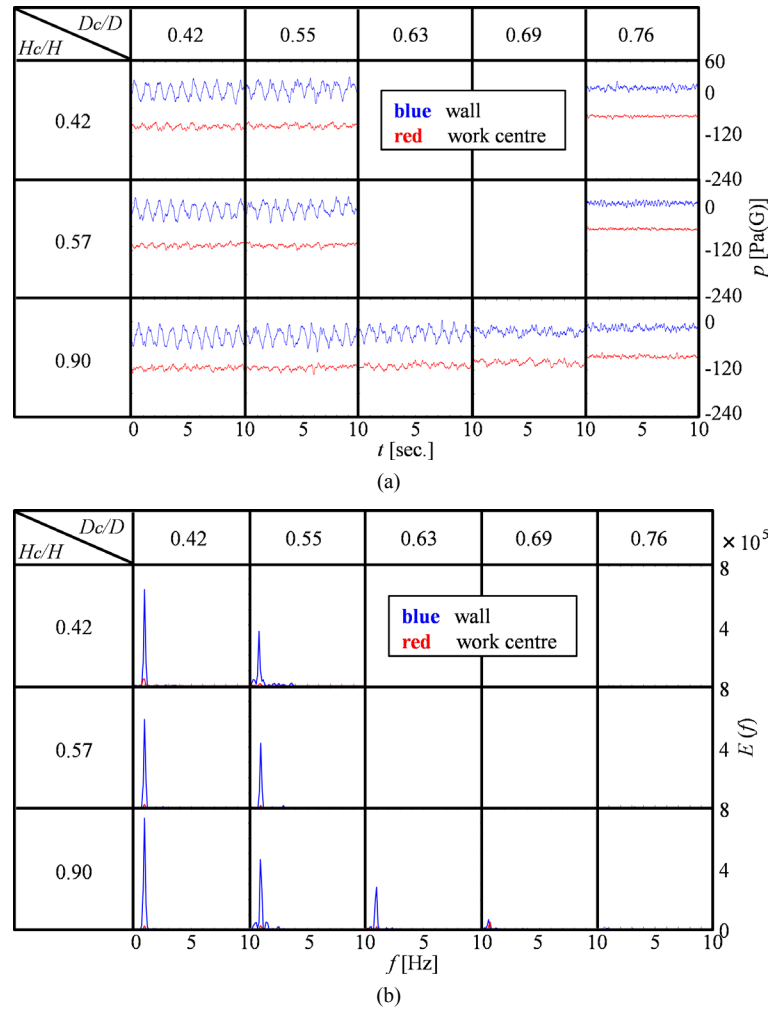 Dc/D
Hc/H
0.42 0.55 0.63 0.69 0.76
60
0.42
blue wall
red work centre
0
-120
-240
0.57
0
-120
-240
p [Pa(G)]
0.90
0
-120
-240
0 5 10 5 10 5 10 5 10 5 10
t [sec.]
(a)
Dc/D
Hc/H
0.42 0.55 0.63 0.69 0.76
× 10⁵
8
0.42
blue wall
red work centre
4
8
0.57
4
E (f)
8
0.90
4
0
0 5 10 5 10 5 10 5 10 5 10
f [Hz]
(b)